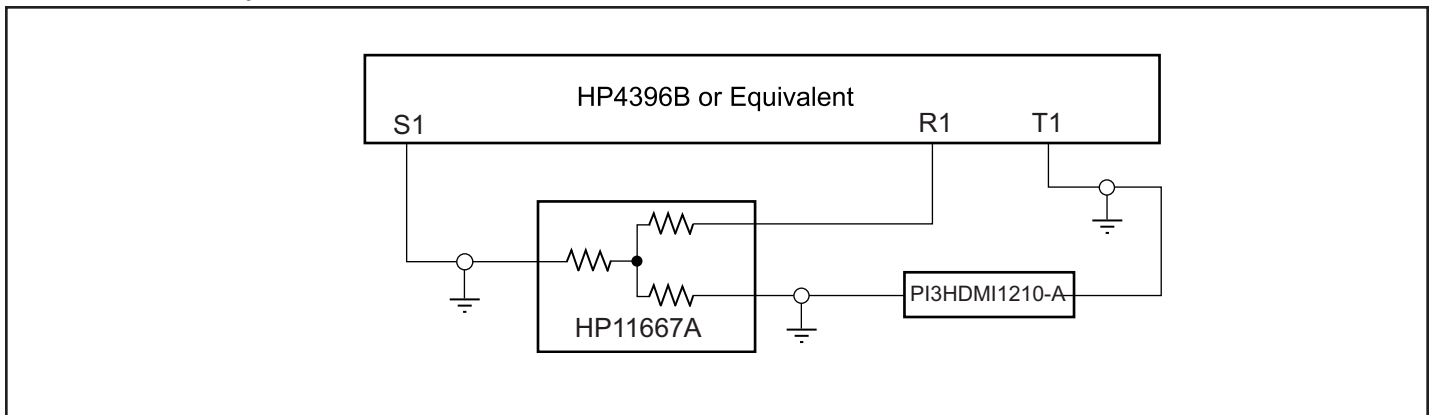 HP4396B or Equivalent
S1
R1
T1
PI3HDMI1210-A
HP11667A